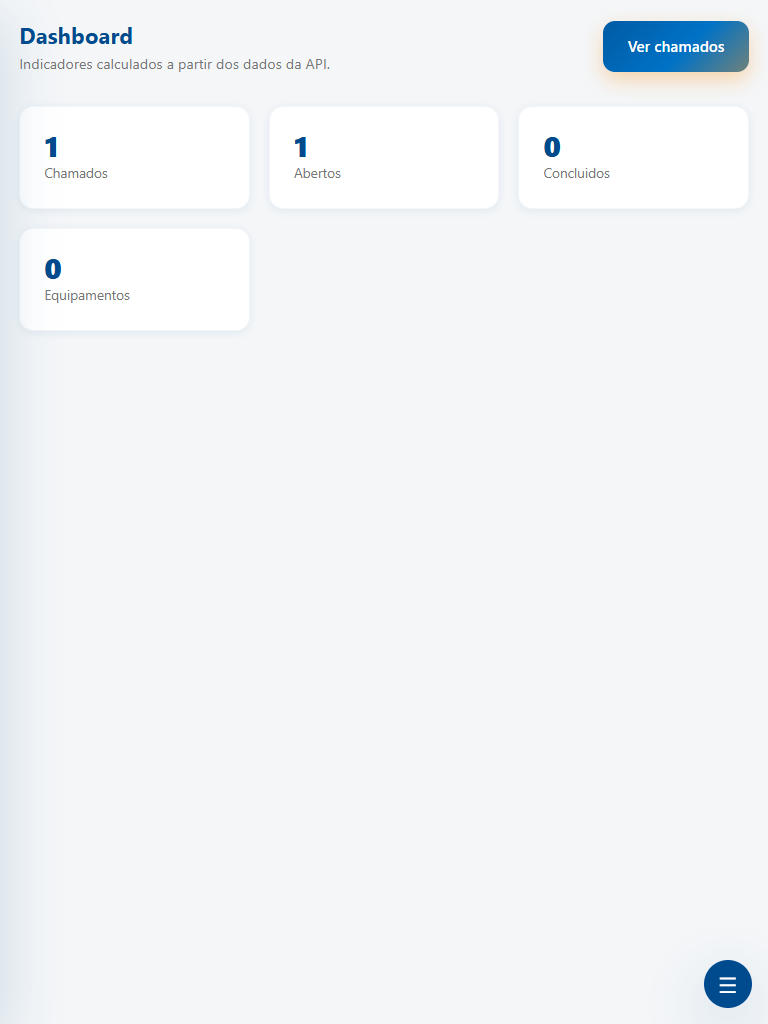 Dashboard
Indicadores calculados a partir dos dados da API.
Ver chamados
1
Chamados
1
Abertos
0
Concluidos
0
Equipamentos